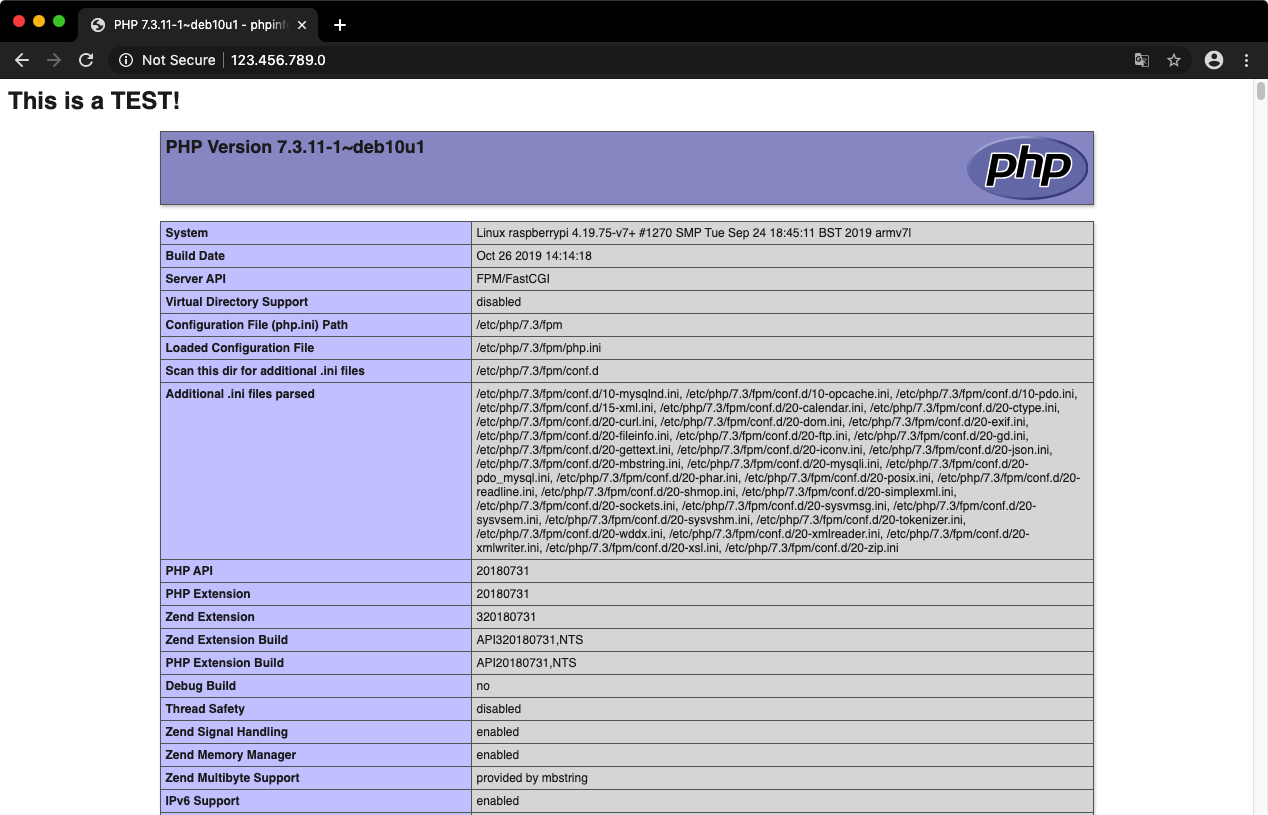 PHP 7.3.11-1~deb10u1 - phpinf
Not Secure
123.456.789.0
This is a TEST!
PHP Version 7.3.11-1~deb10u1
php
System Linux raspberrypi 4.19.75-v7+ #1270 SMP Tue Sep 24 18:45:11 BST 2019 armv7l
Build Date Oct 26 2019 14:14:18
Server API FPM/FastCGI
Virtual Directory Support disabled
Configuration File (php.ini) Path /etc/php/7.3/fpm
Loaded Configuration File /etc/php/7.3/fpm/php.ini
Scan this dir for additional .ini files /etc/php/7.3/fpm/conf.d
Additional .ini files parsed /etc/php/7.3/fpm/conf.d/10-mysqlnd.ini, /etc/php/7.3/fpm/conf.d/10-opcache.ini, /etc/php/7.3/fpm/conf.d/10-pdo.ini,
/etc/php/7.3/fpm/conf.d/15-xml.ini, /etc/php/7.3/fpm/conf.d/20-calendar.ini, /etc/php/7.3/fpm/conf.d/20-ctype.ini,
/etc/php/7.3/fpm/conf.d/20-curl.ini, /etc/php/7.3/fpm/conf.d/20-dom.ini, /etc/php/7.3/fpm/conf.d/20-exif.ini,
/etc/php/7.3/fpm/conf.d/20-fileinfo.ini, /etc/php/7.3/fpm/conf.d/20-ftp.ini, /etc/php/7.3/fpm/conf.d/20-gd.ini,
/etc/php/7.3/fpm/conf.d/20-gettext.ini, /etc/php/7.3/fpm/conf.d/20-iconv.ini, /etc/php/7.3/fpm/conf.d/20-json.ini,
/etc/php/7.3/fpm/conf.d/20-mbstring.ini, /etc/php/7.3/fpm/conf.d/20-mysqli.ini, /etc/php/7.3/fpm/conf.d/20-
pdo_mysql.ini, /etc/php/7.3/fpm/conf.d/20-phar.ini, /etc/php/7.3/fpm/conf.d/20-posix.ini, /etc/php/7.3/fpm/conf.d/20-
readline.ini, /etc/php/7.3/fpm/conf.d/20-shmop.ini, /etc/php/7.3/fpm/conf.d/20-simplexml.ini,
/etc/php/7.3/fpm/conf.d/20-sockets.ini, /etc/php/7.3/fpm/conf.d/20-sysvmsg.ini, /etc/php/7.3/fpm/conf.d/20-
sysvsem.ini, /etc/php/7.3/fpm/conf.d/20-sysvshm.ini, /etc/php/7.3/fpm/conf.d/20-tokenizer.ini,
/etc/php/7.3/fpm/conf.d/20-wddx.ini, /etc/php/7.3/fpm/conf.d/20-xmlreader.ini, /etc/php/7.3/fpm/conf.d/20-
xmlwriter.ini, /etc/php/7.3/fpm/conf.d/20-xsl.ini, /etc/php/7.3/fpm/conf.d/20-zip.ini
PHP API 20180731
PHP Extension 20180731
Zend Extension 320180731
Zend Extension Build API320180731,NTS
PHP Extension Build API20180731,NTS
Debug Build no
Thread Safety disabled
Zend Signal Handling enabled
Zend Memory Manager enabled
Zend Multibyte Support provided by mbstring
IPv6 Support enabled